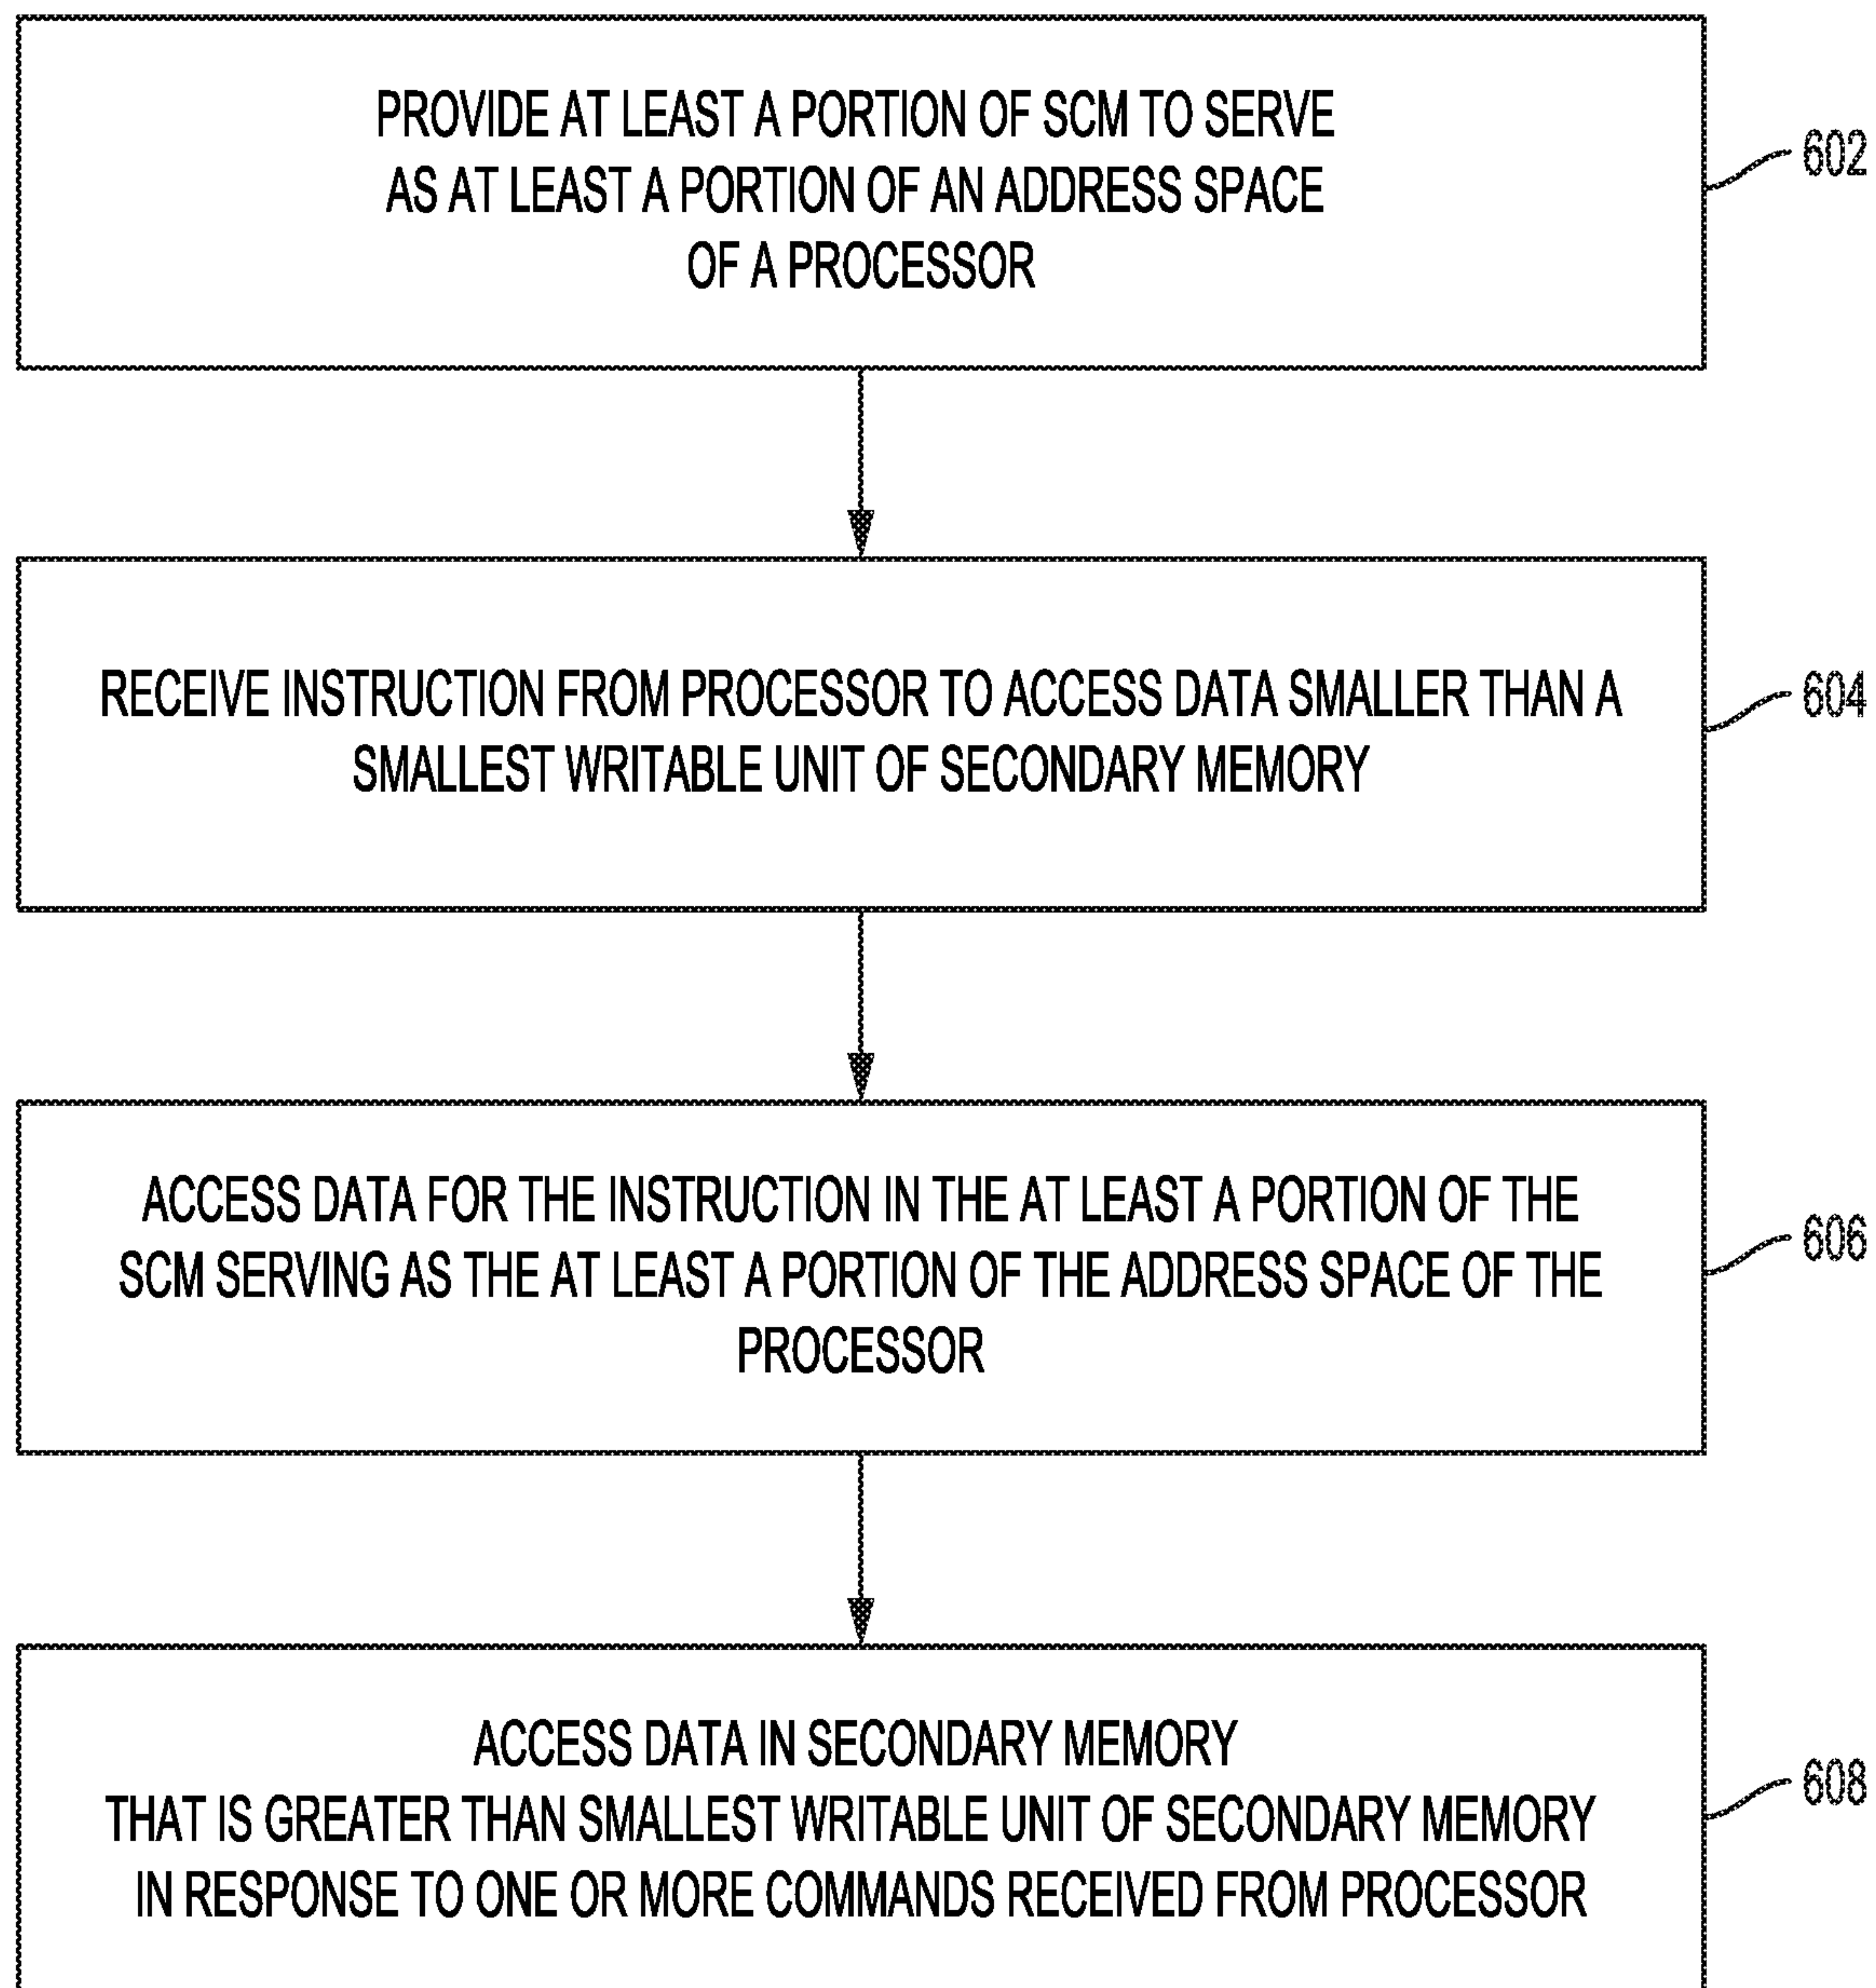 PROVIDE AT LEAST A PORTION OF SCM TO SERVE
AS AT LEAST A PORTION OF AN ADDRESS SPACE
OF A PROCESSOR
602
RECEIVE INSTRUCTION FROM PROCESSOR TO ACCESS DATA SMALLER THAN A
SMALLEST WRITABLE UNIT OF SECONDARY MEMORY
604
ACCESS DATA FOR THE INSTRUCTION IN THE AT LEAST A PORTION OF THE
SCM SERVING AS THE AT LEAST A PORTION OF THE ADDRESS SPACE OF THE
PROCESSOR
606
ACCESS DATA IN SECONDARY MEMORY
THAT IS GREATER THAN SMALLEST WRITABLE UNIT OF SECONDARY MEMORY
IN RESPONSE TO ONE OR MORE COMMANDS RECEIVED FROM PROCESSOR
608